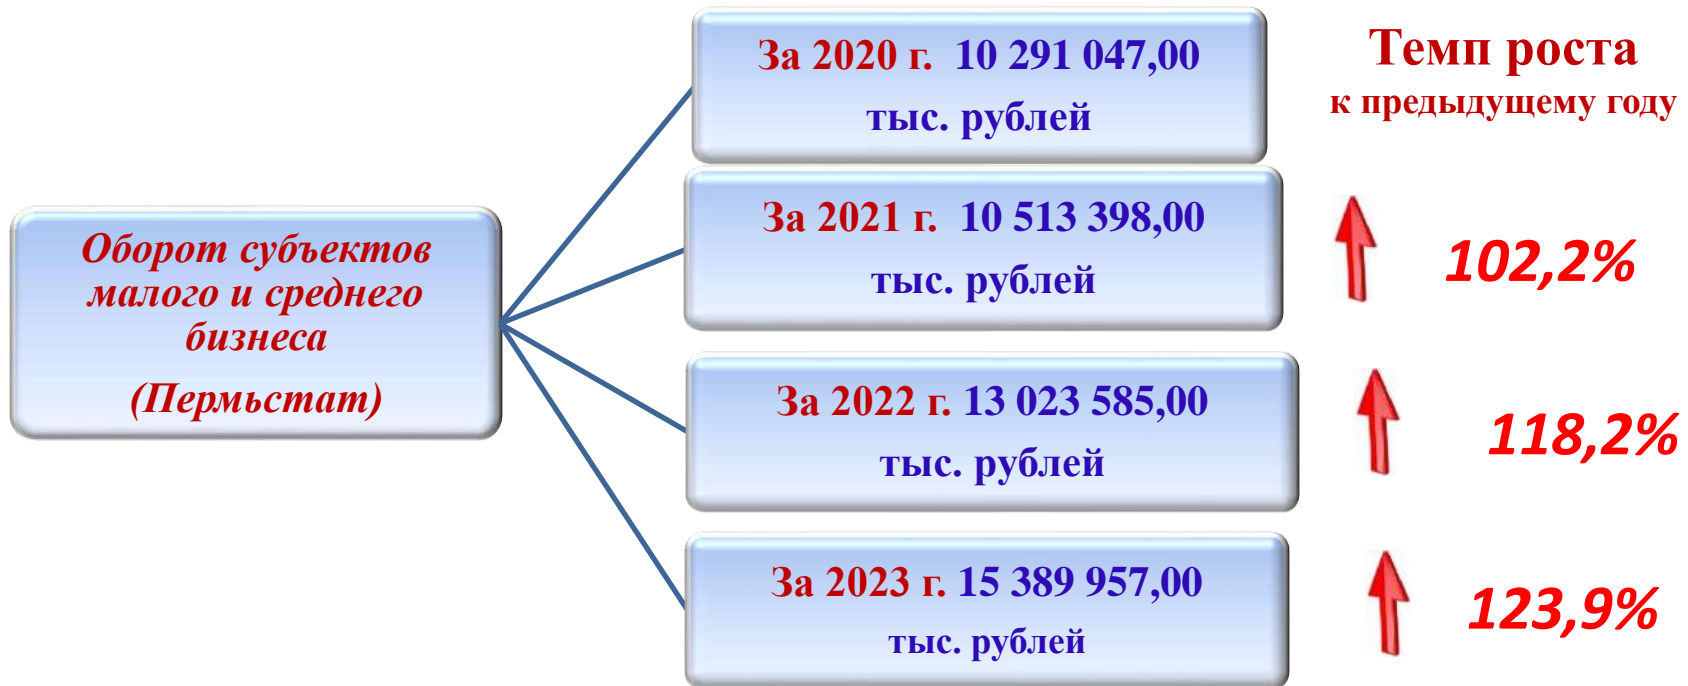 За 2020 г. 10 291 047,00
тыс. рублей
Темп роста
к предыдущему году
Оборот субъектов
малого и среднего
бизнеса
(Пермьстат)
За 2021 г. 10 513 398,00
тыс. рублей
102,2%
За 2022 г. 13 023 585,00
тыс. рублей
118,2%
За 2023 г. 15 389 957,00
тыс. рублей
123,9%